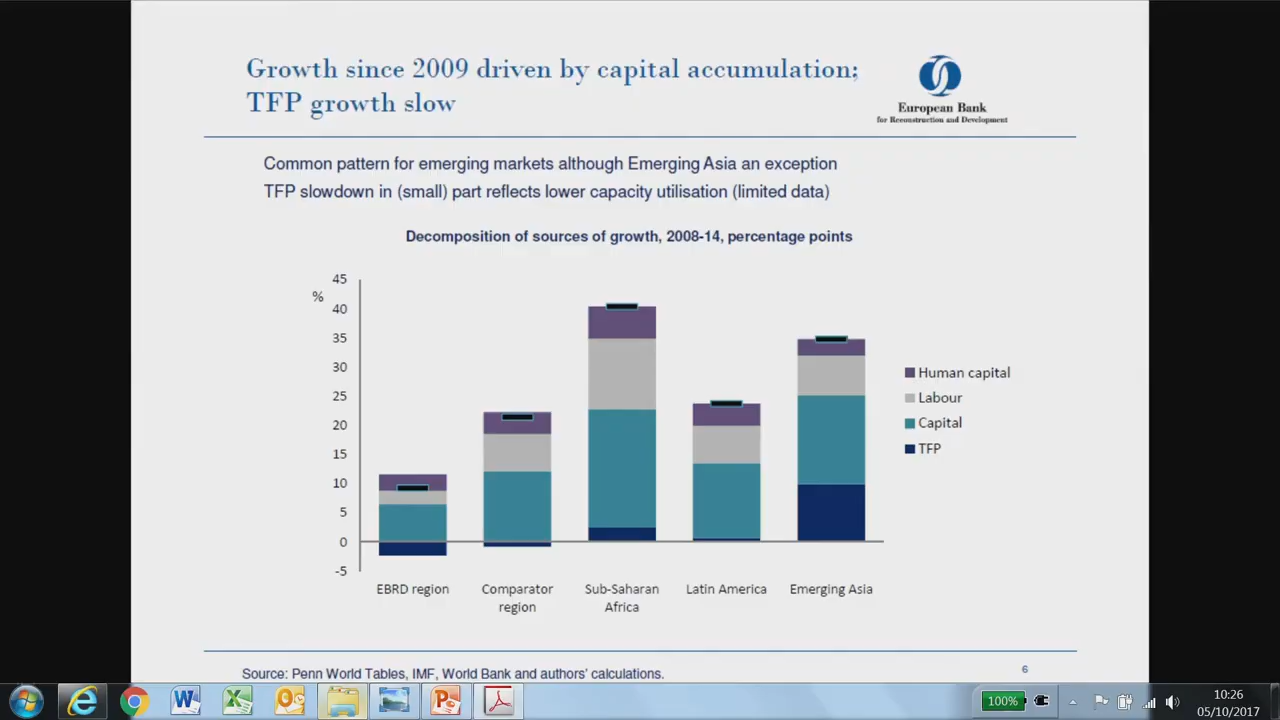 Growth since 2009 driven by capital accumulation;
TFP growth slow
European Bank
for Reconstruction and Development
Common pattern for emerging markets although Emerging Asia an exception
TFP slowdown in (small) part reflects lower capacity utilisation (limited data)
Decomposition of sources of growth, 2008-14, percentage points
%
45
40
35
30
25
20
15
10
5
0
-5
Human capital
Labour
Capital
TFP
EBRD region
Comparator
region
Sub-Saharan
Africa
Latin America
Emerging Asia
Source: Penn World Tables, IMF, World Bank and authors' calculations.
6
100%
10:26
05/10/2017